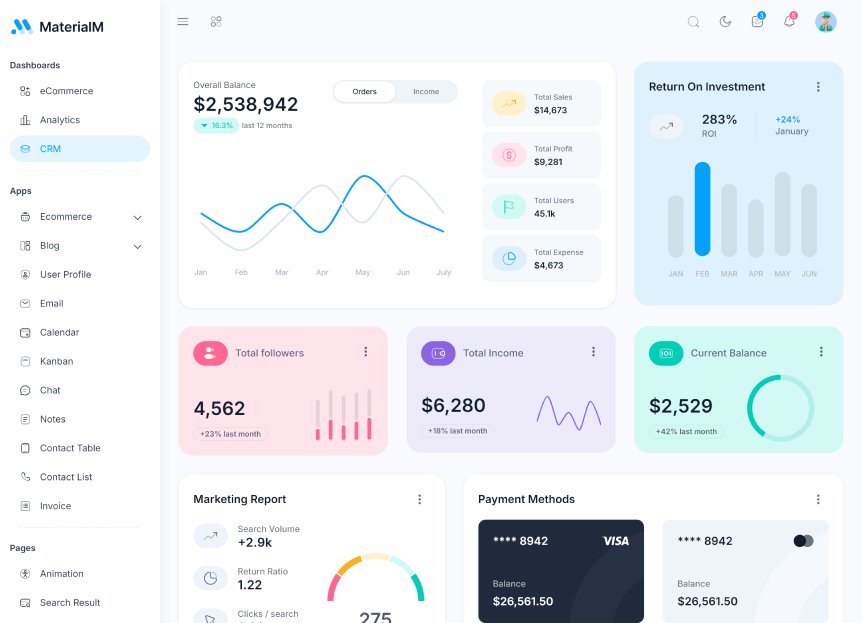 MaterialM
Dashboards
eCommerce
Analytics
CRM
Apps
Ecommerce
Blog
User Profile
Email
Calendar
Kanban
Chat
Notes
Contact Table
Contact List
Invoice
Pages
Animation
Search Result
3
5
Overall Balance
$2,538,942
16.3% last 12 months
Orders Income
Jan Feb Mar Apr May Jun July
Total Sales
$14,673
Total Profit
$9,281
Total Users
45.1k
Total Expense
$4,673
Return On Investment
283%
ROI
+24%
January
JAN FEB MAR APR MAY JUN
Total followers
4,562
+23% last month
Total Income
$6,280
+18% last month
Current Balance
$2,529
+42% last month
Marketing Report
Search Volume
+2.9k
Return Ratio
1.22
Clicks / search
275
Payment Methods
**** 8942 VISA
Balance
$26,561.50
**** 8942
Balance
$26,561.50